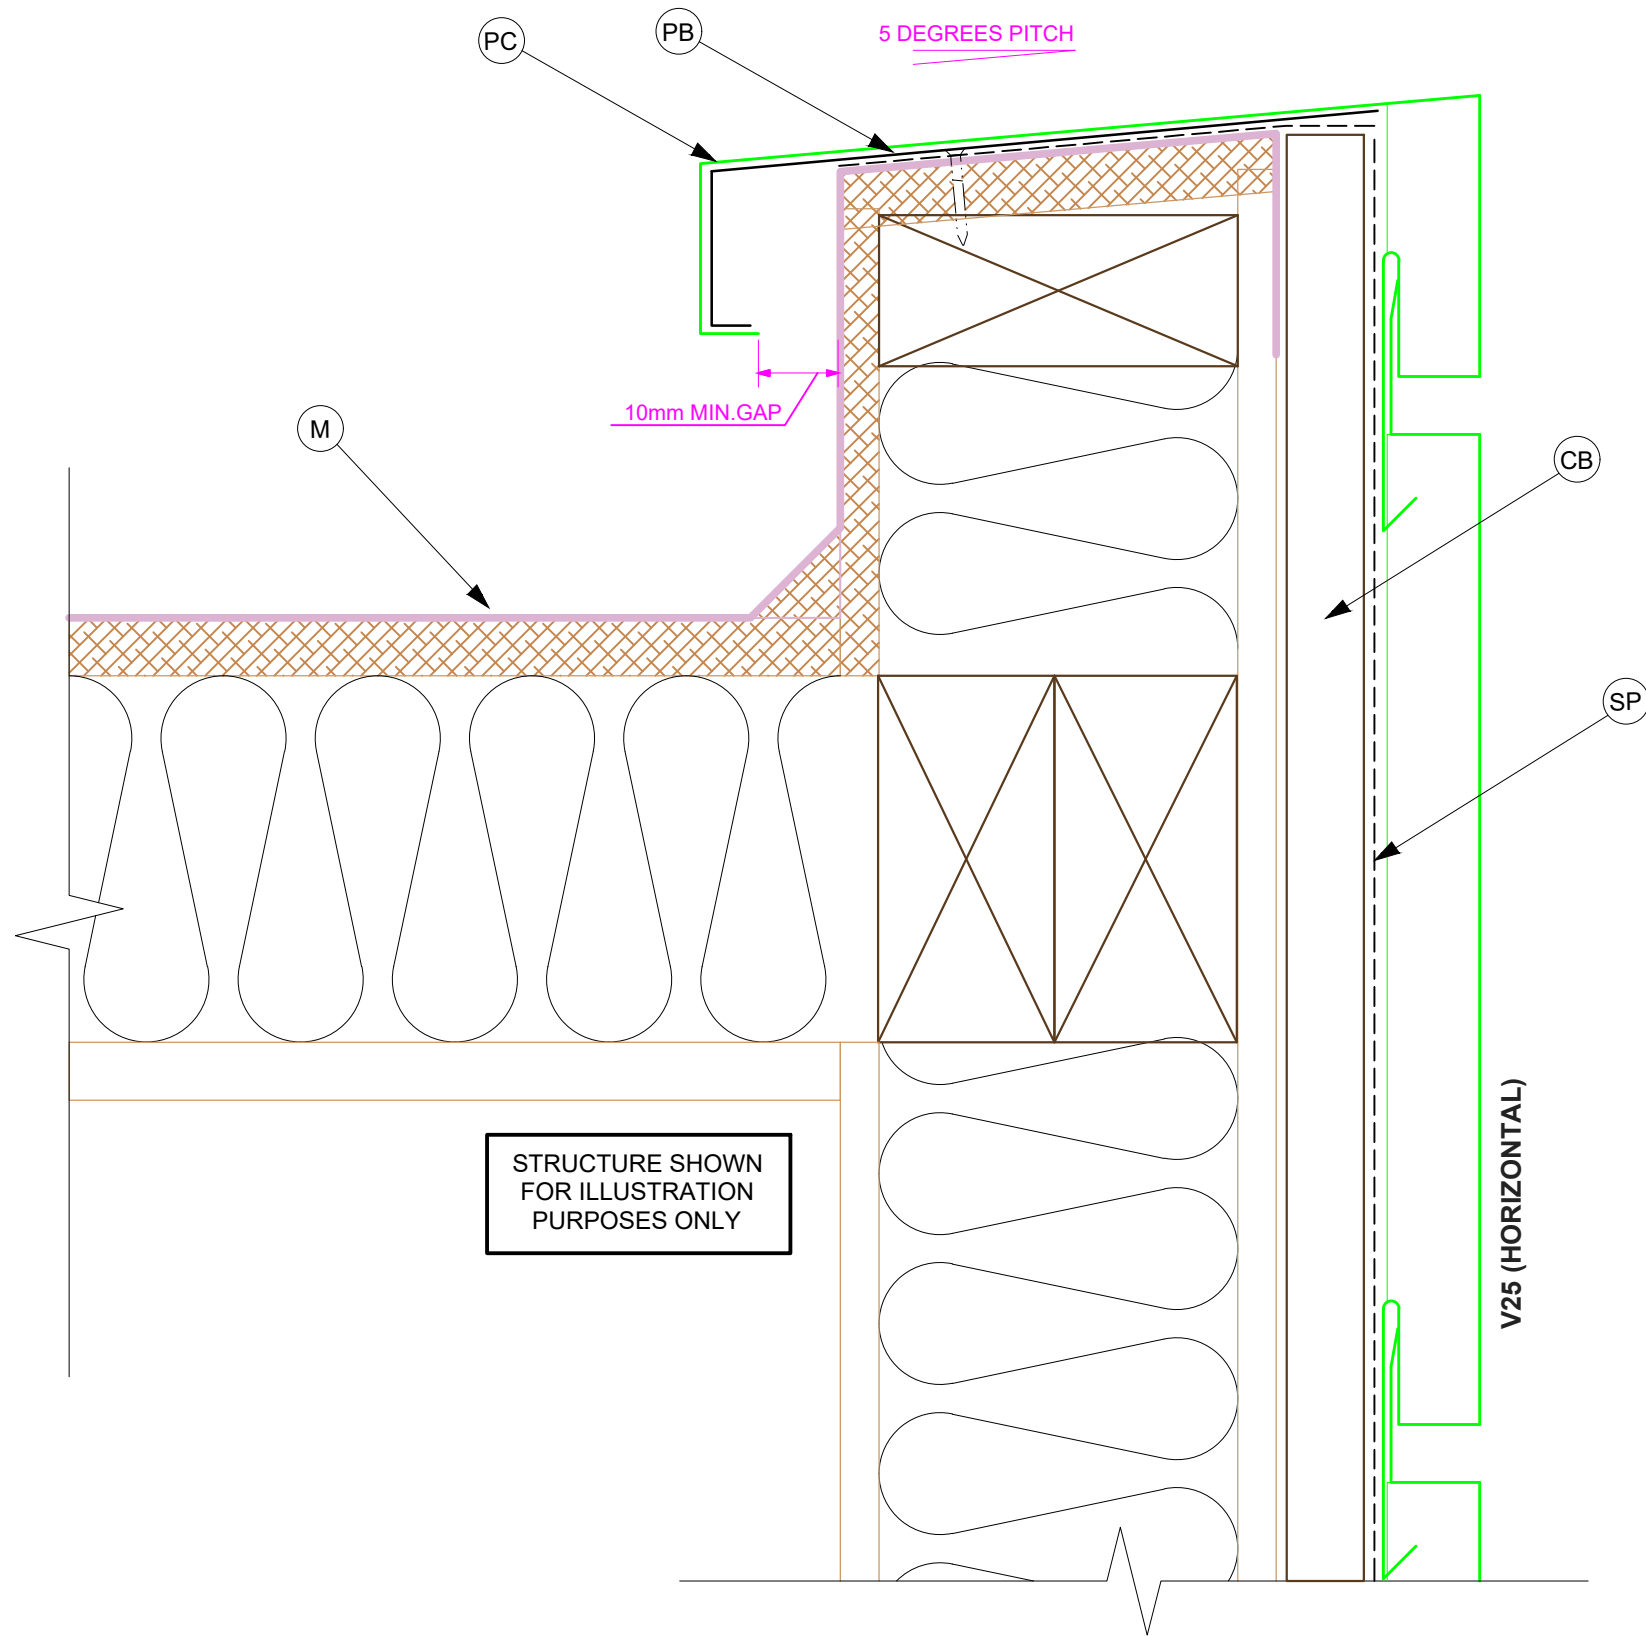 PC
PB
5 DEGREES PITCH
10mm MIN.GAP
M
CB
SP
STRUCTURE SHOWN
FOR ILLUSTRATION
PURPOSES ONLY
V25 (HORIZONTAL)